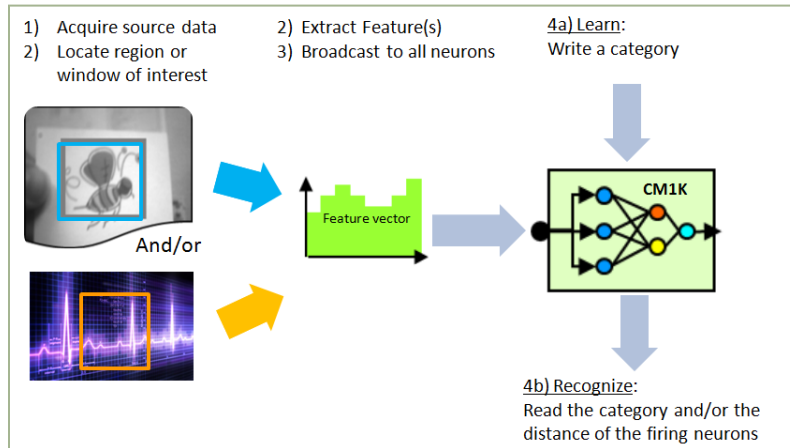 1) Acquire source data
2) Locate region or
window of interest
2) Extract Feature(s)
3) Broadcast to all neurons
4a) Learn:
Write a category
And/or
Feature vector
CM1K
4b) Recognize:
Read the category and/or the
distance of the firing neurons